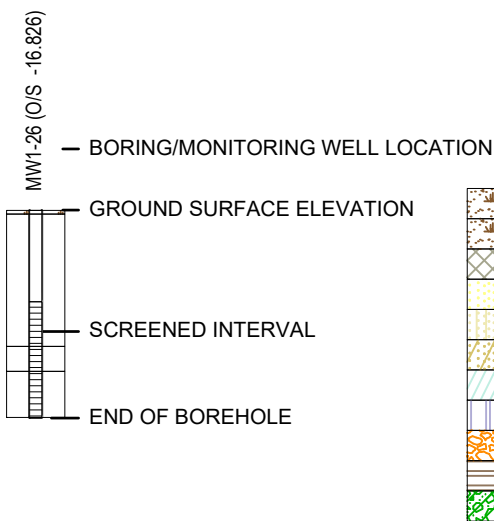 MW1-26 (O/S -16.826)
BORING/MONITORING WELL LOCATION
GROUND SURFACE ELEVATION
SCREENED INTERVAL
END OF BOREHOLE